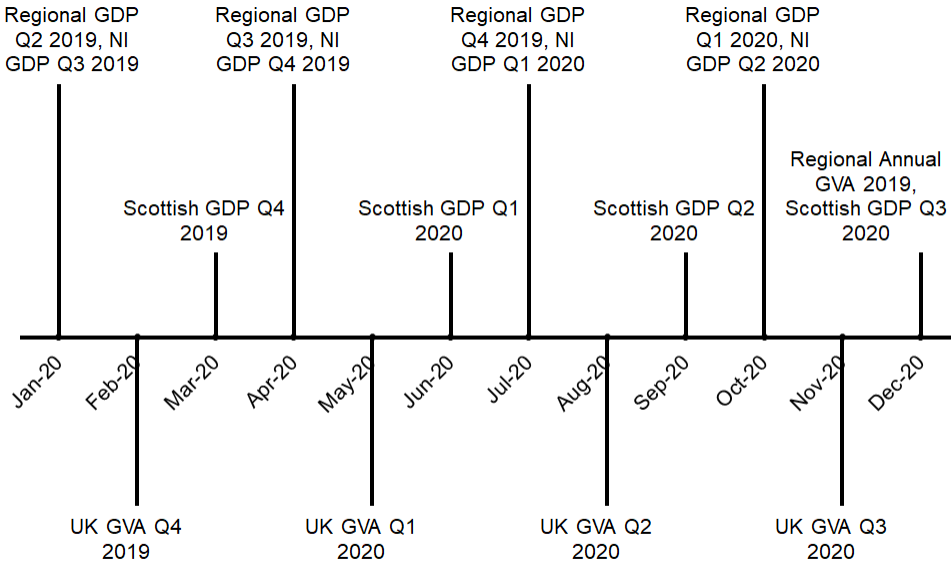 Regional GDP
Q2 2019, NI
GDP Q3 2019
Regional GDP
Q3 2019, NI
GDP Q4 2019
Regional GDP
Q4 2019, NI
GDP Q1 2020
Regional GDP
Q1 2020, NI
GDP Q2 2020
Scottish GDP Q4
2019
Scottish GDP Q1
2020
Scottish GDP Q2
2020
Regional Annual
GVA 2019,
Scottish GDP Q3
2020
Jan-20
Feb-20
Mar-20
Apr-20
May-20
Jun-20
Jul-20
Aug-20
Sep-20
Oct-20
Nov-20
Dec-20
UK GVA Q4
2019
UK GVA Q1
2020
UK GVA Q2
2020
UK GVA Q3
2020